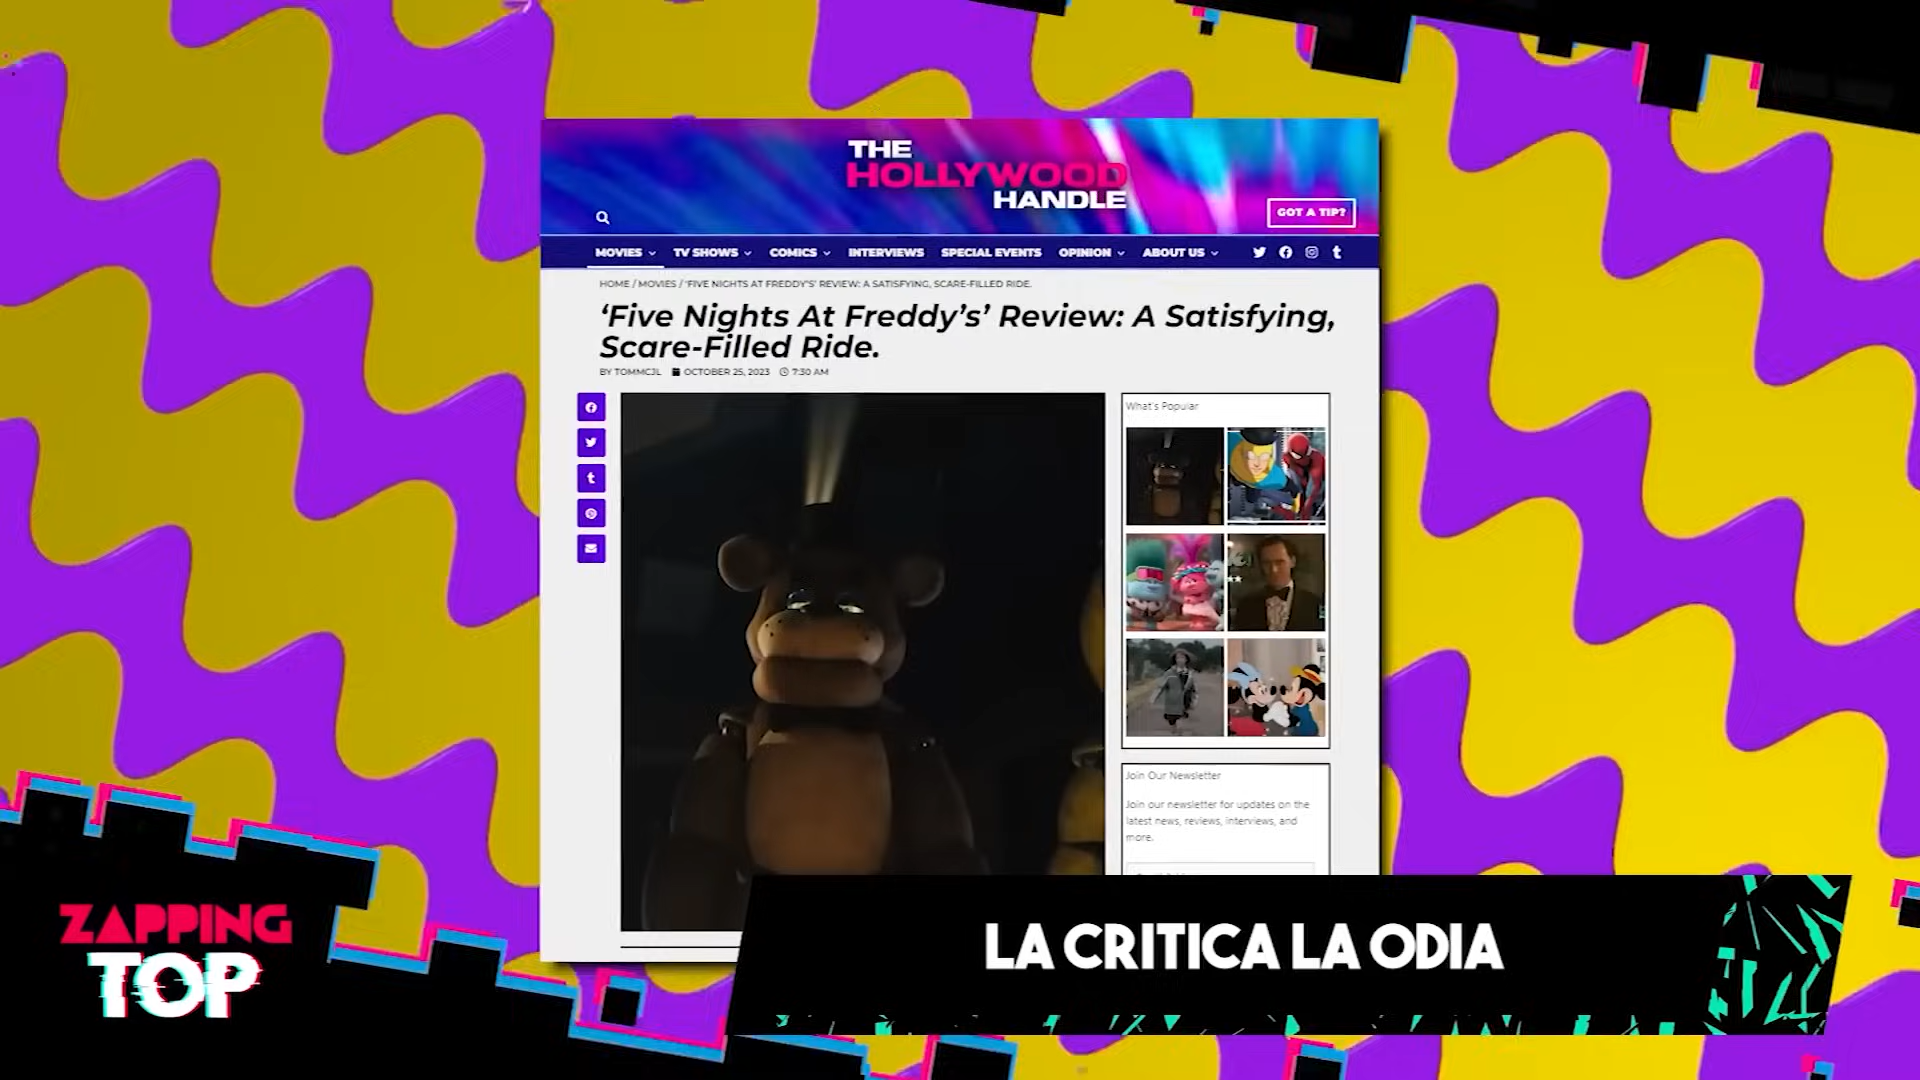 THE
HOLLYWOOD
HANDLE
GOT A TIP?
MOVIES TV SHOWS COMICS INTERVIEWS SPECIAL EVENTS OPINION ABOUT US
HOME / MOVIES / 'FIVE NIGHTS AT FREDDY'S' REVIEW: A SATISFYING, SCARE-FILLED RIDE.
‘Five Nights At Freddy’s’ Review: A Satisfying,
Scare-Filled Ride.
BY TOMMCJL OCTOBER 25, 2023 7:30 AM
What's Popular
Join Our Newsletter
Join our newsletter for updates on the
latest news, reviews, interviews, and
more.
ZAPPING
TOP
LA CRITICA LA ODIA